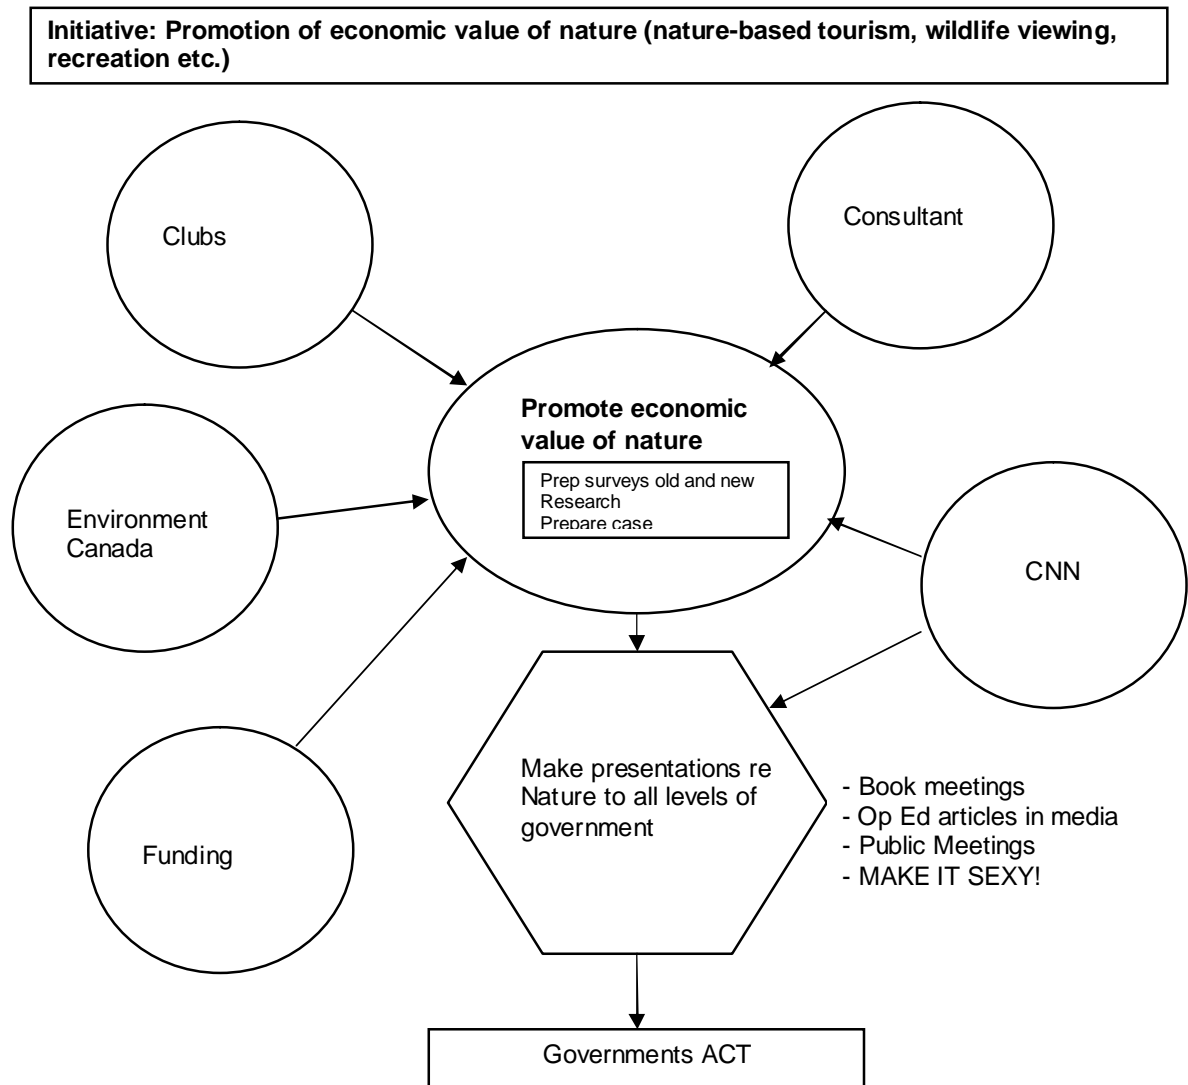 Initiative: Promotion of economic value of nature (nature-based tourism, wildlife viewing,
recreation etc.)
Clubs
Consultant
Promote economic
value of nature
Prep surveys old and new
Research
Prepare case
Environment
Canada
CNN
Make presentations re
Nature to all levels of
government
- Book meetings
- Op Ed articles in media
- Public Meetings
- MAKE IT SEXY!
Funding
Governments ACT